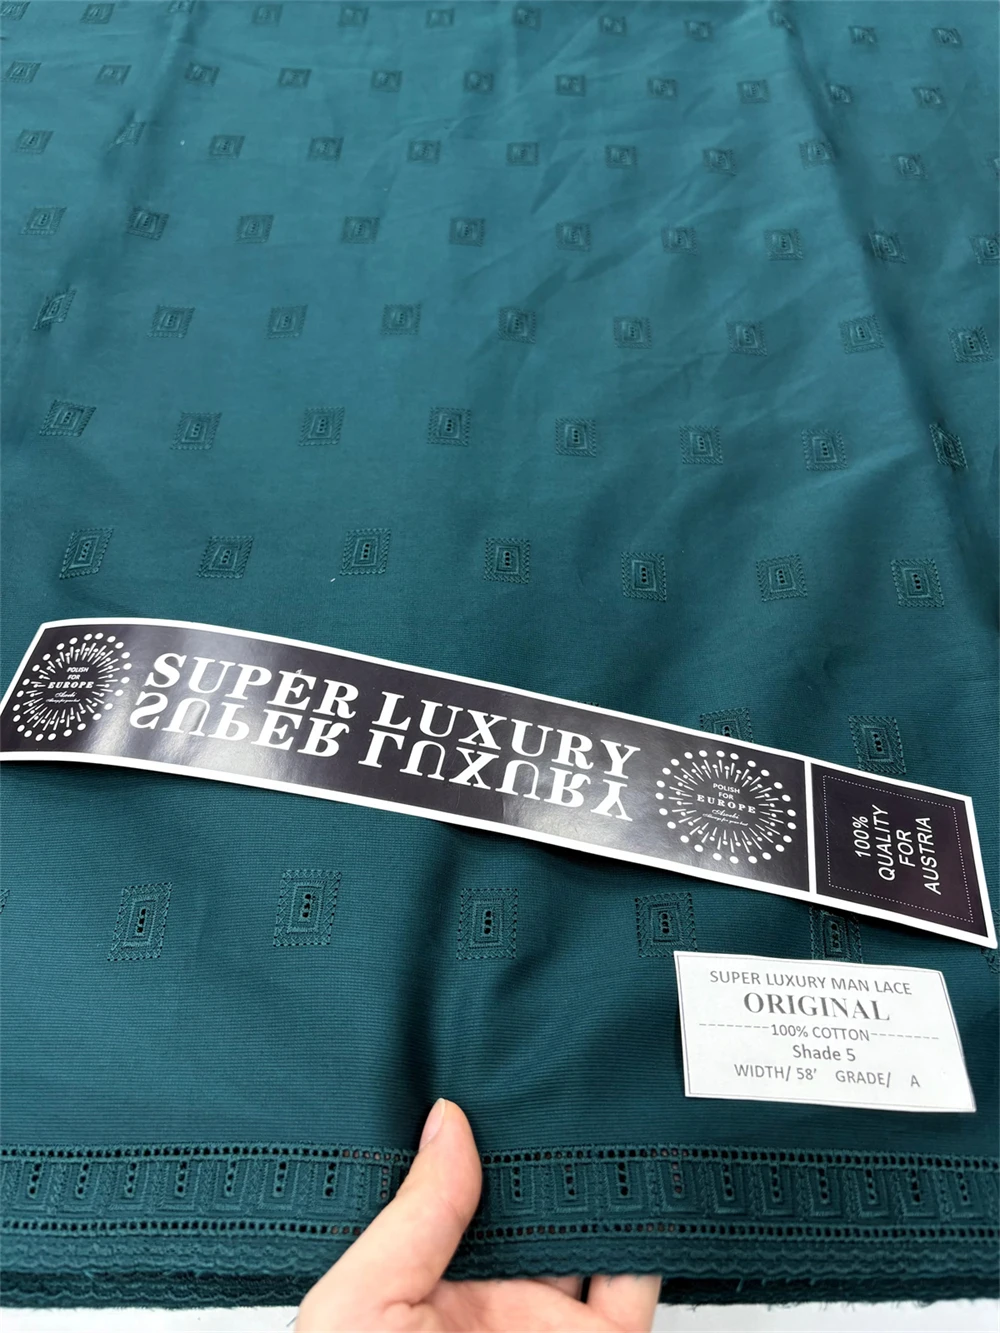 POLISH
FOR
EUROPE
SUPER LUXURY
SUPER LUXURY
POLISH
FOR
EUROPE
100%
QUALITY
FOR
AUSTRIA
SUPER LUXURY MAN LACE
ORIGINAL
--------100% COTTON--------
Shade 5
WIDTH/ 58' GRADE/ A